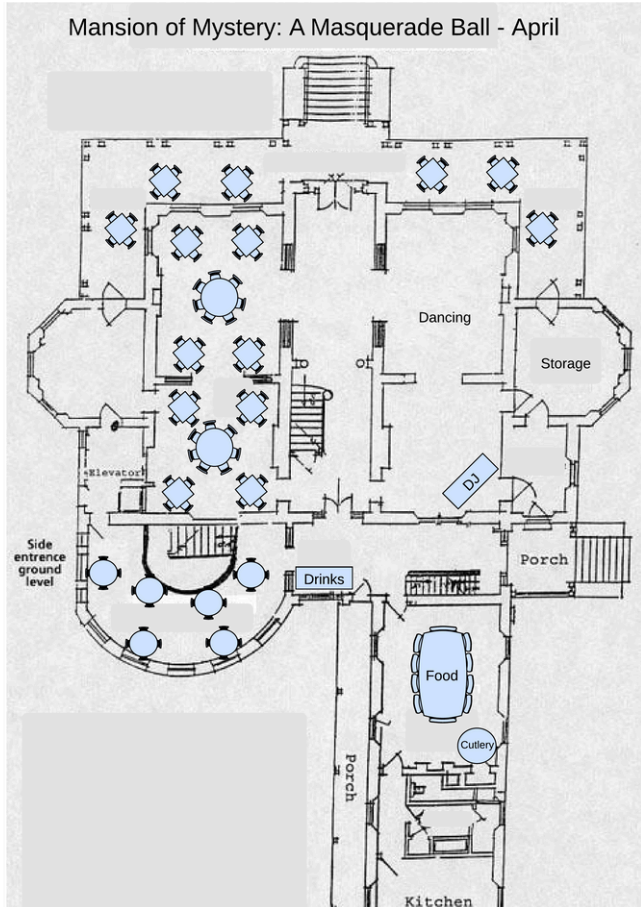 Mansion of Mystery: A Masquerade Ball - April
Dancing
Storage
Elevator
DJ
Side
entrence
ground
level
Porch
Drinks
Food
Cutlery
Porch
Kitchen